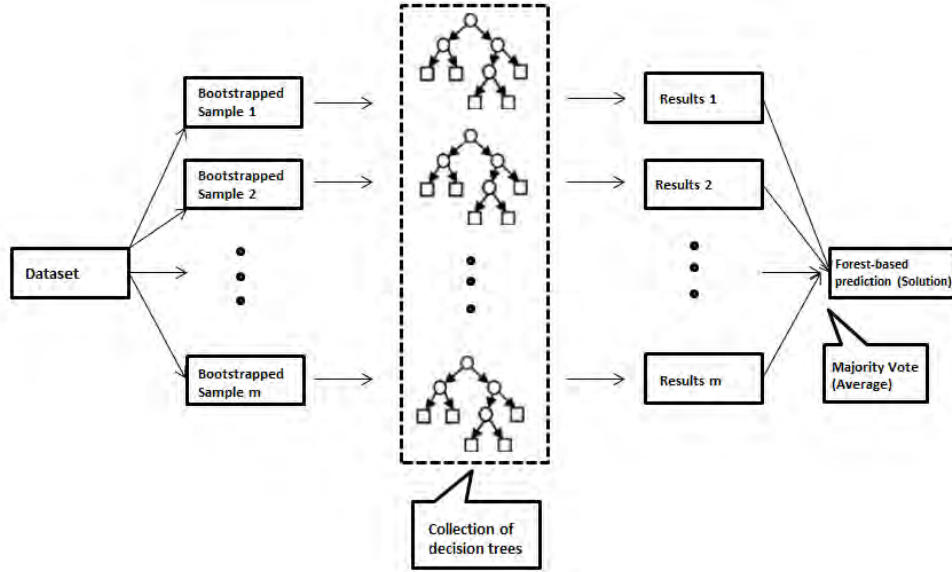 Dataset
Bootstrapped
Sample 1
Bootstrapped
Sample 2
Bootstrapped
Sample m
Collection of
decision trees
Results 1
Results 2
Results m
Forest-based
prediction (Solution)
Majority Vote
(Average)